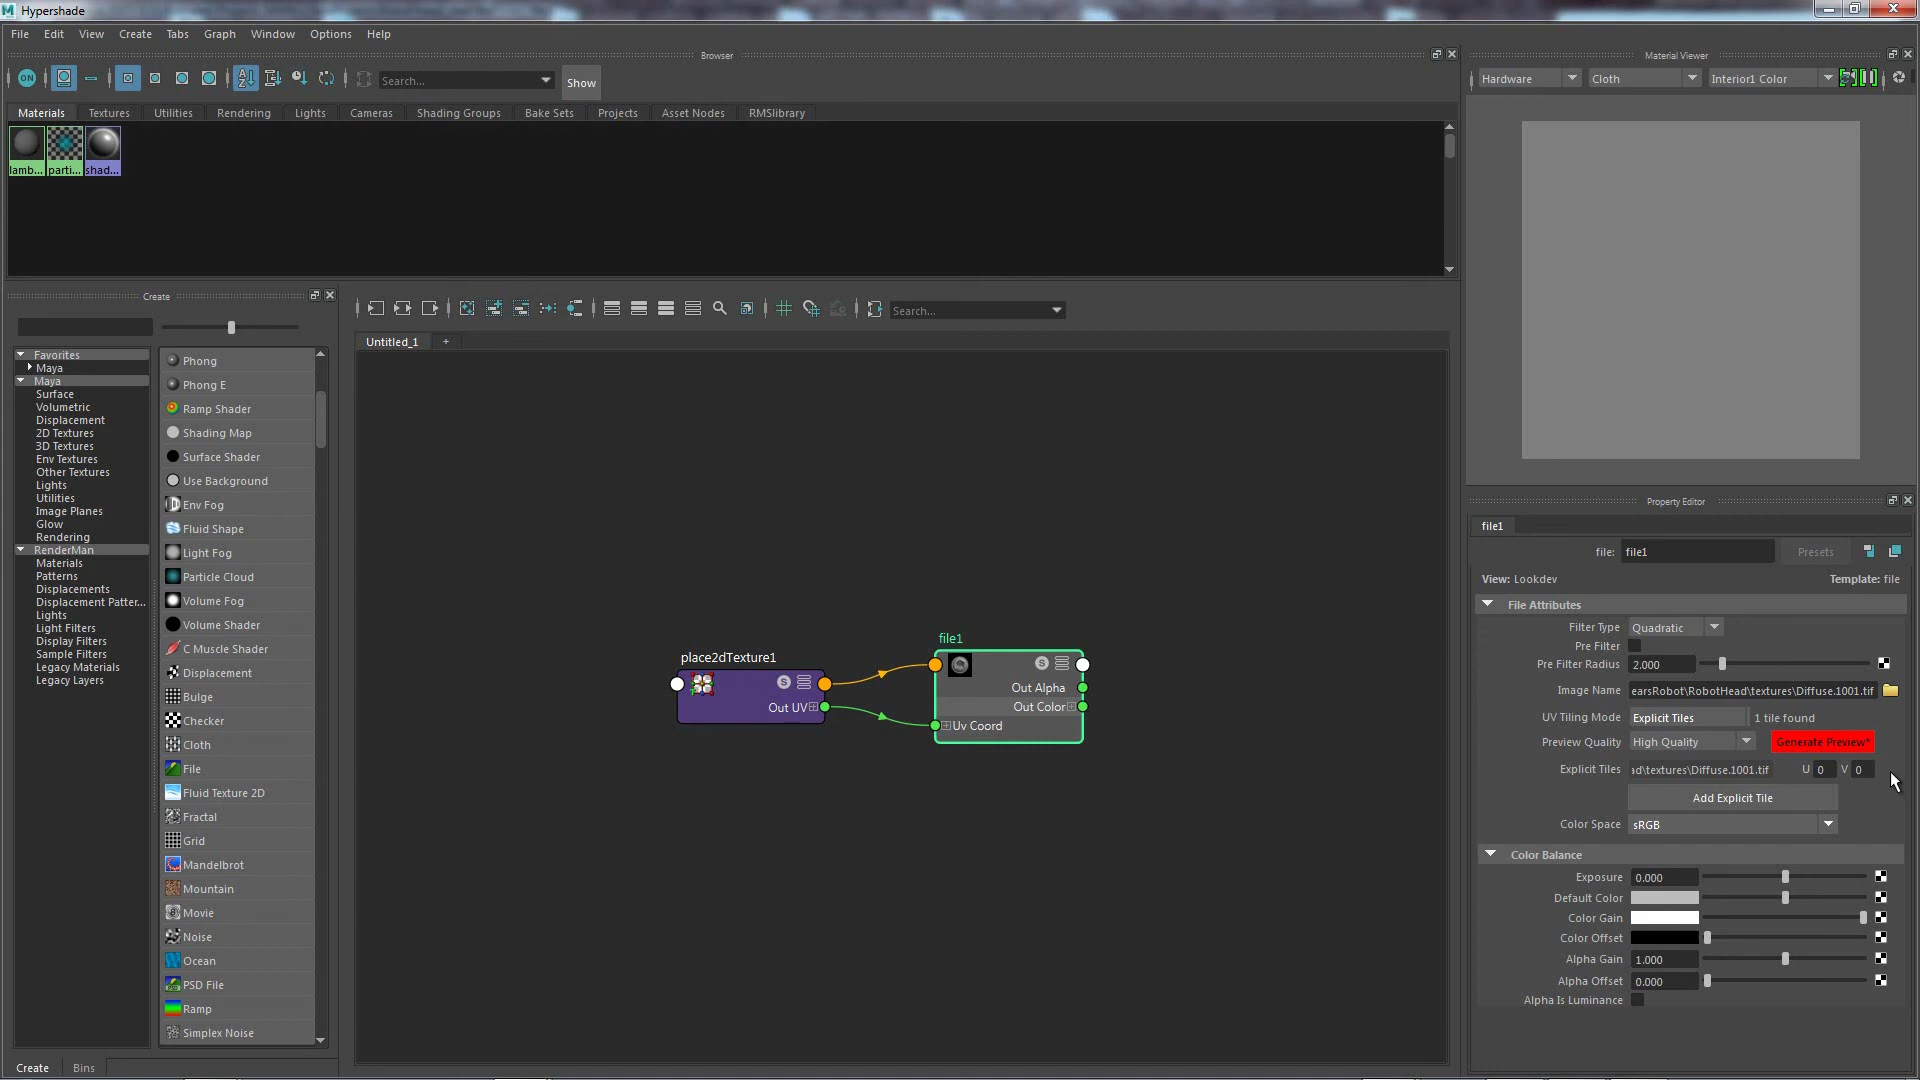 Hypershade
File Edit View Create Tabs Graph Window Options Help
Browser
ON Search... Show
Materials Textures Utilities Rendering Lights Cameras Shading Groups Bake Sets Projects Asset Nodes RMSlibrary
lamb... parti... shad...
Material Viewer
Hardware Cloth Interior1 Color
Create
Favorites
Maya
Maya
Surface
Volumetric
Displacement
2D Textures
3D Textures
Env Textures
Other Textures
Lights
Utilities
Image Planes
Glow
Rendering
RenderMan
Materials
Patterns
Displacements
Displacement Patter...
Lights
Light Filters
Display Filters
Sample Filters
Legacy Materials
Legacy Layers
Phong
Phong E
Ramp Shader
Shading Map
Surface Shader
Use Background
Env Fog
Fluid Shape
Light Fog
Particle Cloud
Volume Fog
Volume Shader
C Muscle Shader
Displacement
Bulge
Checker
Cloth
File
Fluid Texture 2D
Fractal
Grid
Mandelbrot
Mountain
Movie
Noise
Ocean
PSD File
Ramp
Simplex Noise
Create Bins
Search...
Untitled_1 +
place2dTexture1
S
Out UV
file1
S
Out Alpha
Out Color
Uv Coord
Property Editor
file1
file: file1 Presets
View: Lookdev Template: file
File Attributes
Filter Type Quadratic
Pre Filter
Pre Filter Radius 2.000
Image Name earsRobot\RobotHead\textures\Diffuse.1001.tif
UV Tiling Mode Explicit Tiles 1 tile found
Preview Quality High Quality Generate Preview*
Explicit Tiles ad\textures\Diffuse.1001.tif U 0 V 0
Add Explicit Tile
Color Space sRGB
Color Balance
Exposure 0.000
Default Color
Color Gain
Color Offset
Alpha Gain 1.000
Alpha Offset 0.000
Alpha Is Luminance